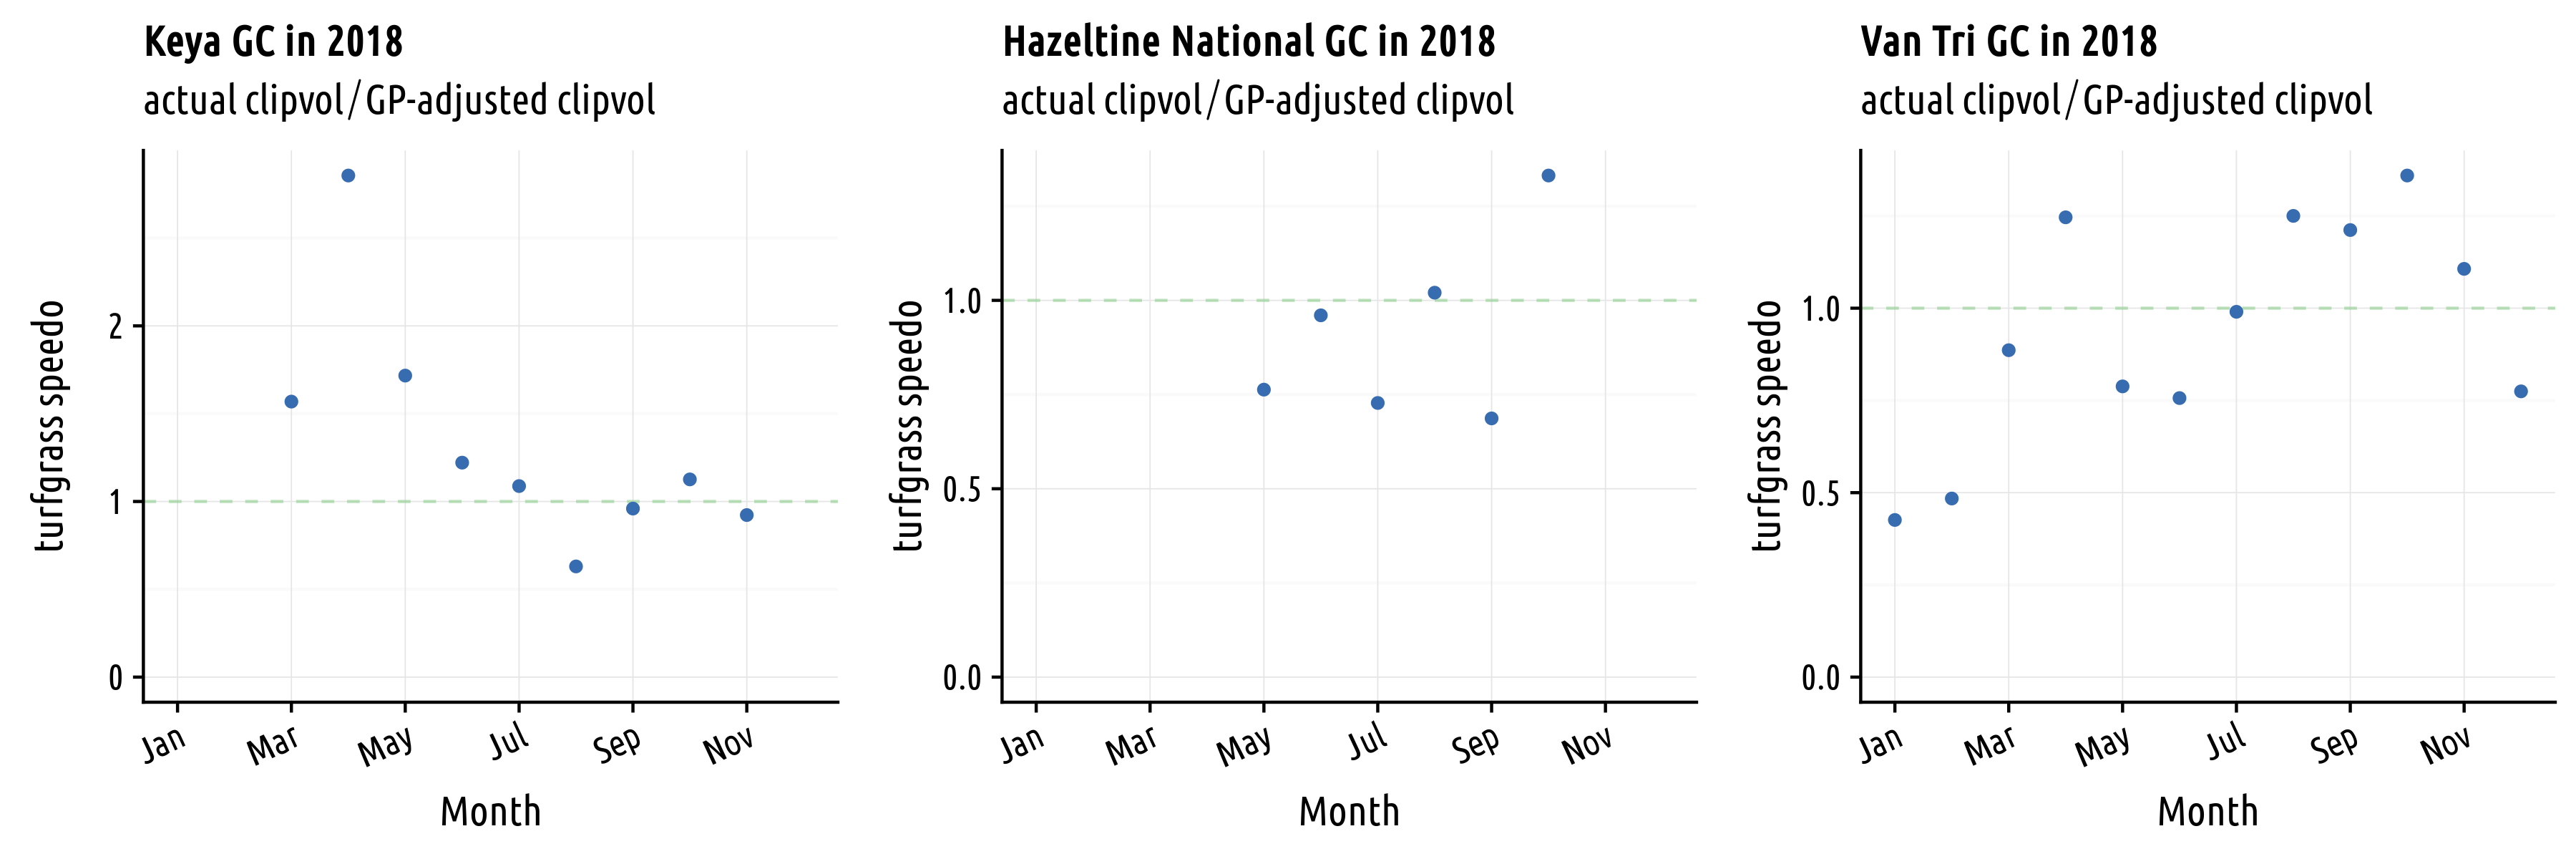 Keya GC in 2018
actual clipvol/GP-adjusted clipvol
turfgrass speedo
2
1
0
Jan
Mar
May
Jul
Sep
Nov
Month
Hazeltine National GC in 2018
actual clipvol/GP-adjusted clipvol
turfgrass speedo
1.0
0.5
0.0
Jan
Mar
May
Jul
Sep
Nov
Month
Van Tri GC in 2018
actual clipvol/GP-adjusted clipvol
turfgrass speedo
1.0
0.5
0.0
Jan
Mar
May
Jul
Sep
Nov
Month